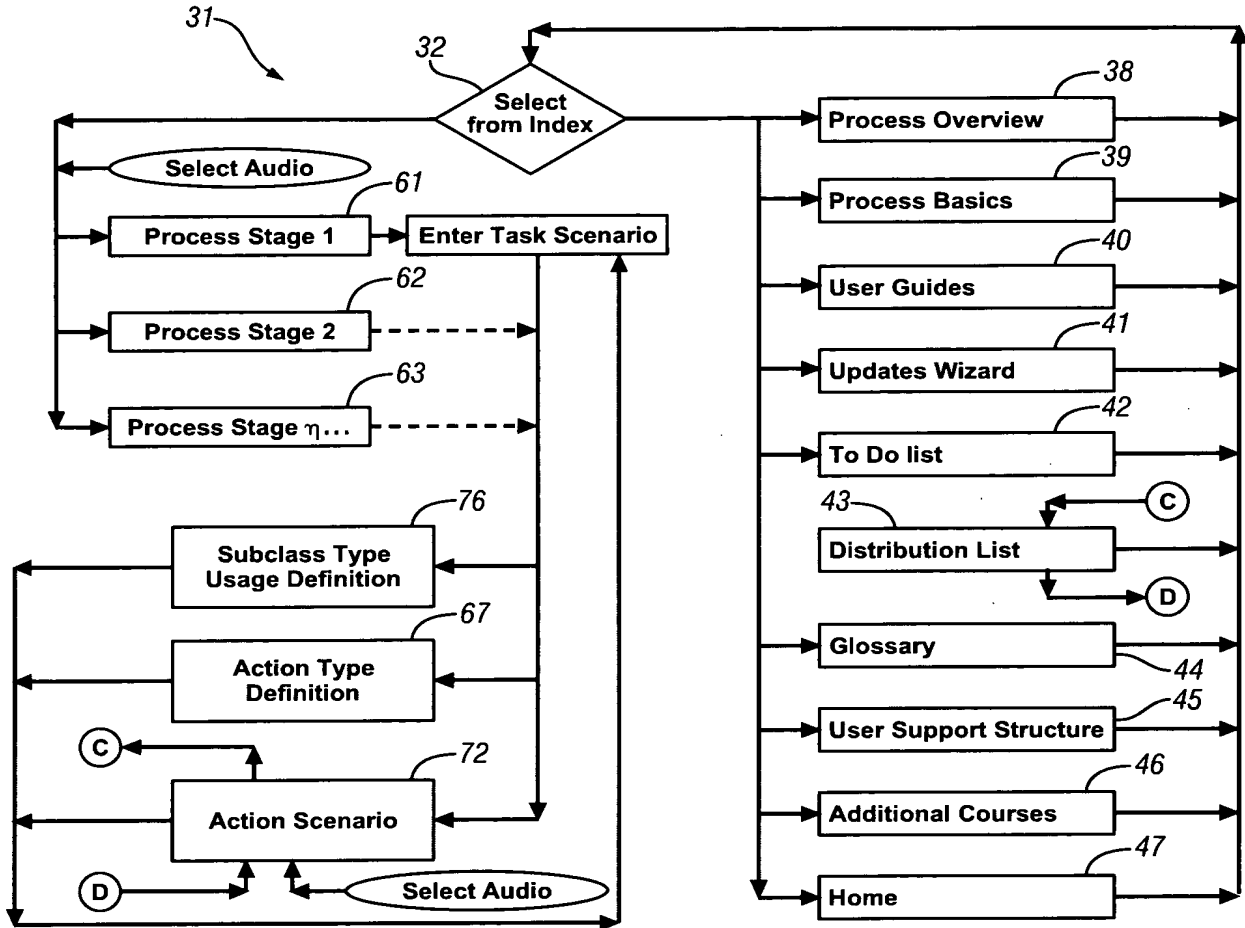 31
32
Select
from Index
38
Process Overview
Select Audio
39
Process Basics
61
Process Stage 1
Enter Task Scenario
40
User Guides
62
Process Stage 2
41
Updates Wizard
63
Process Stage η...
42
To Do list
C
43
Distribution List
D
76
Subclass Type
Usage Definition
67
Action Type
Definition
Glossary
44
45
User Support Structure
C
72
Action Scenario
46
Additional Courses
D
Select Audio
47
Home